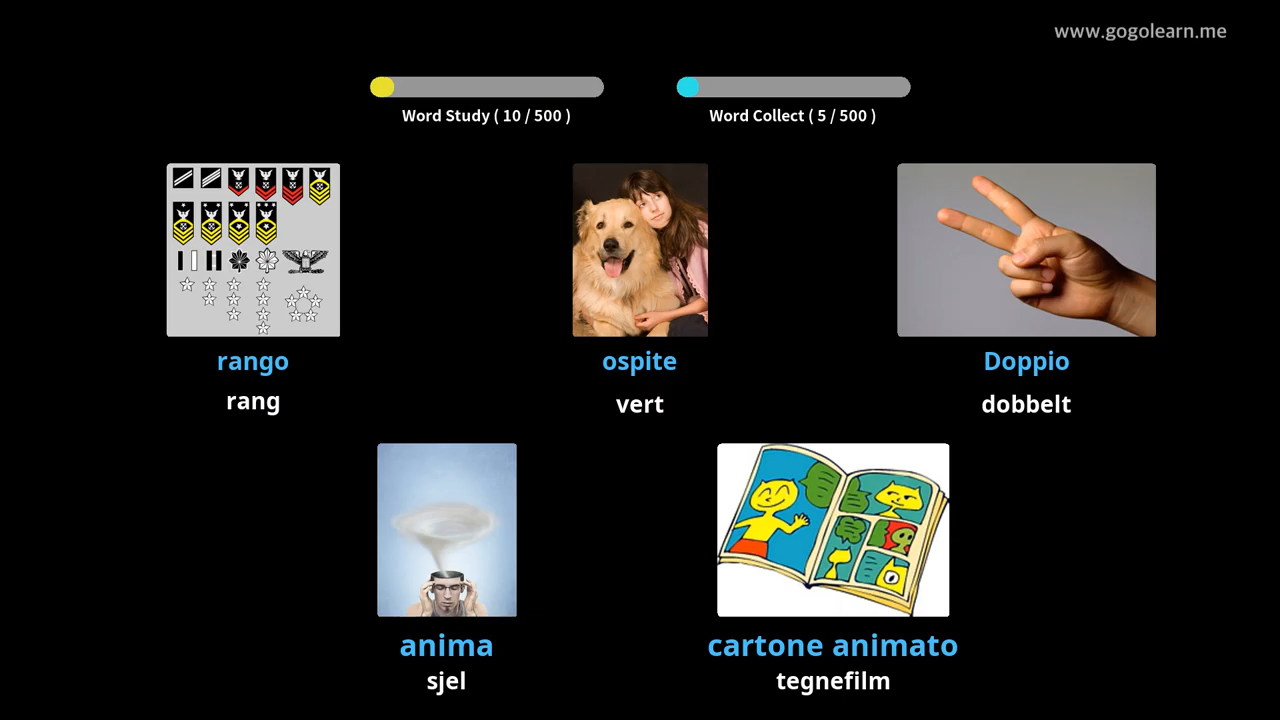 www.gogolearn.me
Word Study ( 10 / 500 )
Word Collect ( 5 / 500 )
rango
ospite
Doppio
rang
vert
dobbelt
anima
cartone animato
sjel
tegnefilm